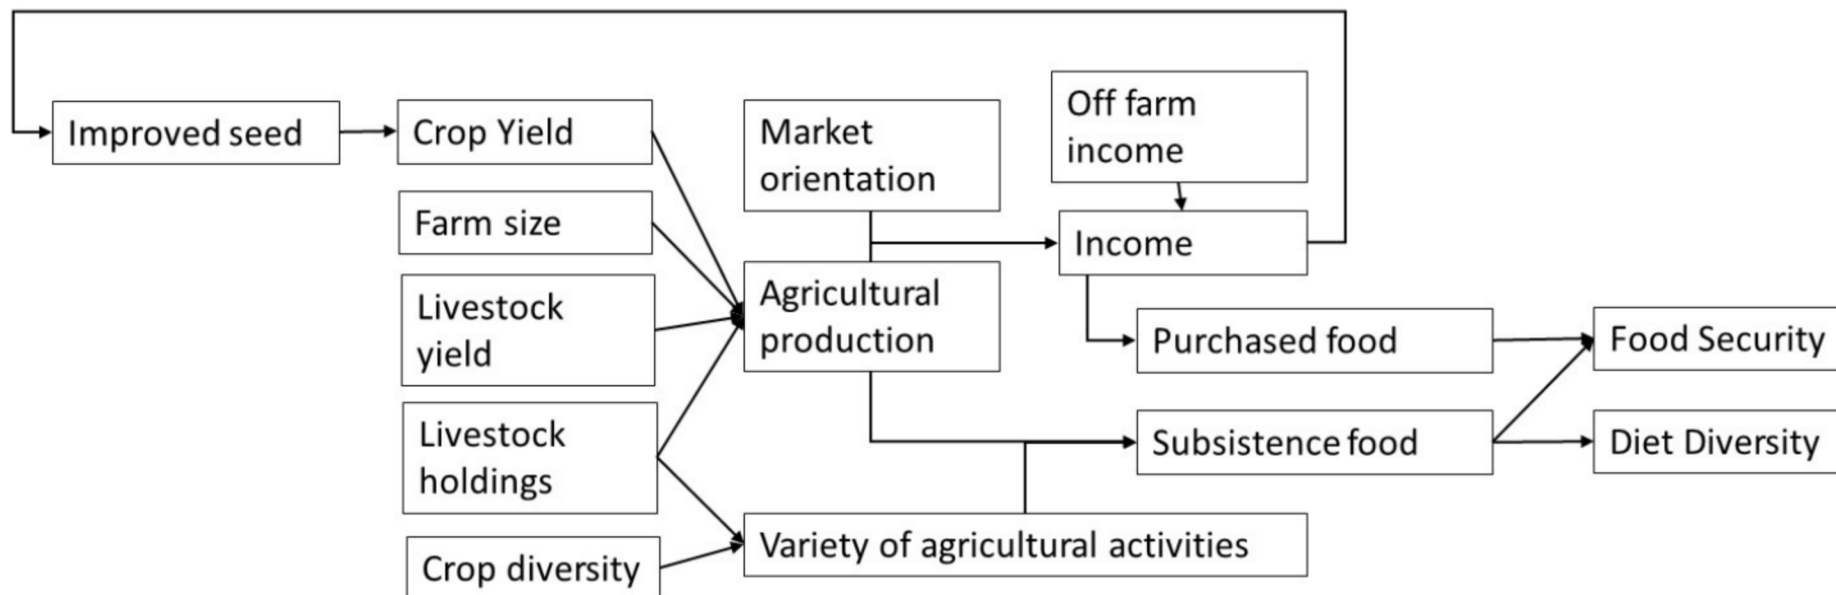 Improved seed
Crop Yield
Farm size
Livestock
yield
Livestock
holdings
Crop diversity
Market
orientation
Agricultural
production
Variety of agricultural activities
Off farm
income
Income
Purchased food
Subsistence food
Food Security
Diet Diversity